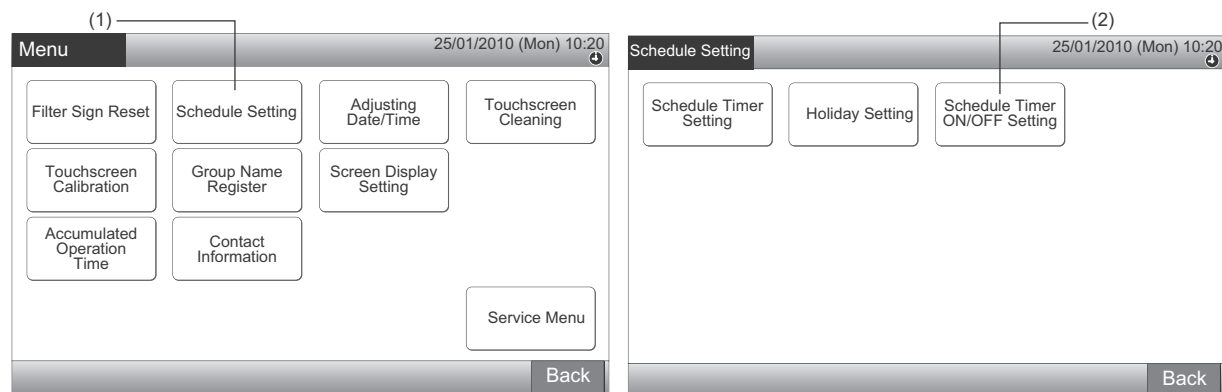 (1)
Menu
25/01/2010 (Mon) 10:20
Filter Sign Reset
Schedule Setting
Adjusting
Date/Time
Touchscreen
Cleaning
Touchscreen
Calibration
Group Name
Register
Screen Display
Setting
Accumulated
Operation
Time
Contact
Information
Service Menu
Back
(2)
Schedule Setting
25/01/2010 (Mon) 10:20
Schedule Timer
Setting
Holiday Setting
Schedule Timer
ON/OFF Setting
Back